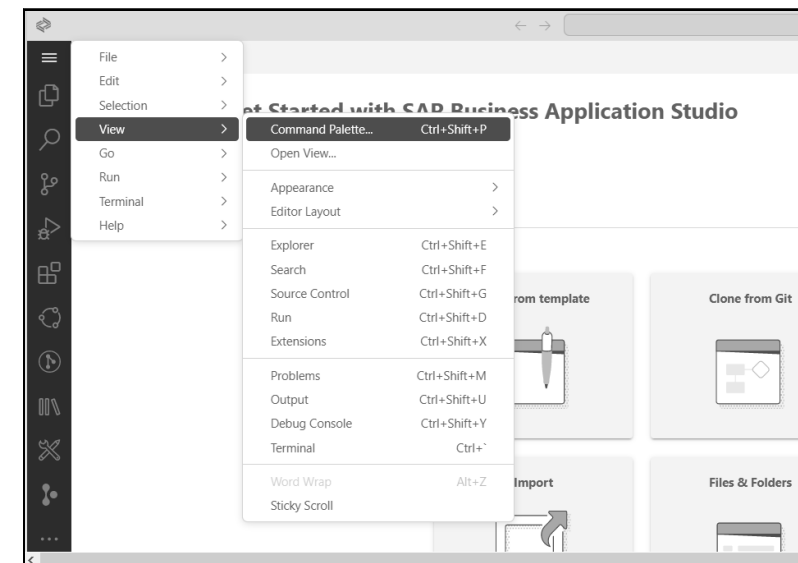 File
Edit
Selection
View
Go
Run
Terminal
Help
et Started with SAP Business Application Studio
Command Palette... Ctrl+Shift+P
Open View...
Appearance
Editor Layout
Explorer Ctrl+Shift+E
Search Ctrl+Shift+F
Source Control Ctrl+Shift+G
Run Ctrl+Shift+D
Extensions Ctrl+Shift+X
Problems Ctrl+Shift+M
Output Ctrl+Shift+U
Debug Console Ctrl+Shift+Y
Terminal Ctrl+`
Word Wrap Alt+Z
Sticky Scroll
rom template
Clone from Git
Import
Files & Folders